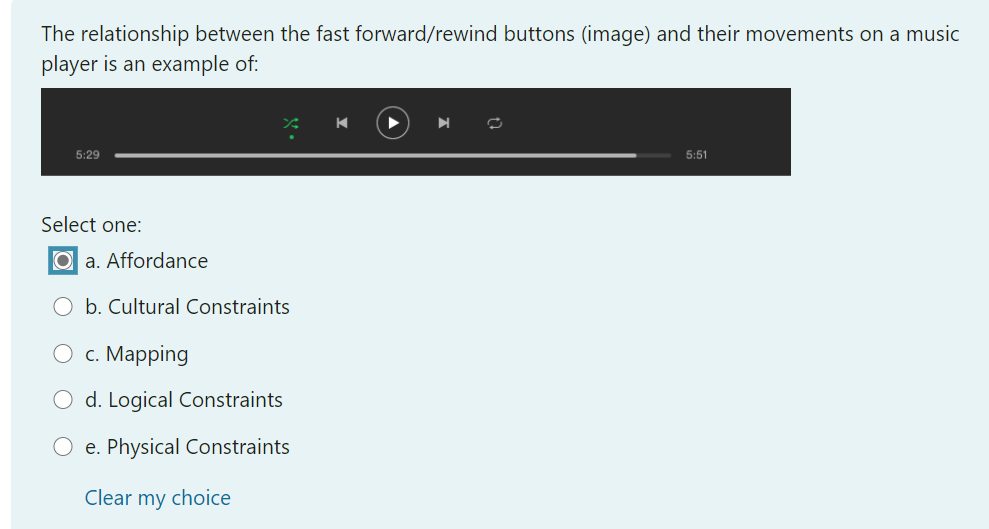 The relationship between the fast forward/rewind buttons (image) and their movements on a music
player is an example of:
5:29 5:51
Select one:
a. Affordance
b. Cultural Constraints
c. Mapping
d. Logical Constraints
e. Physical Constraints
Clear my choice